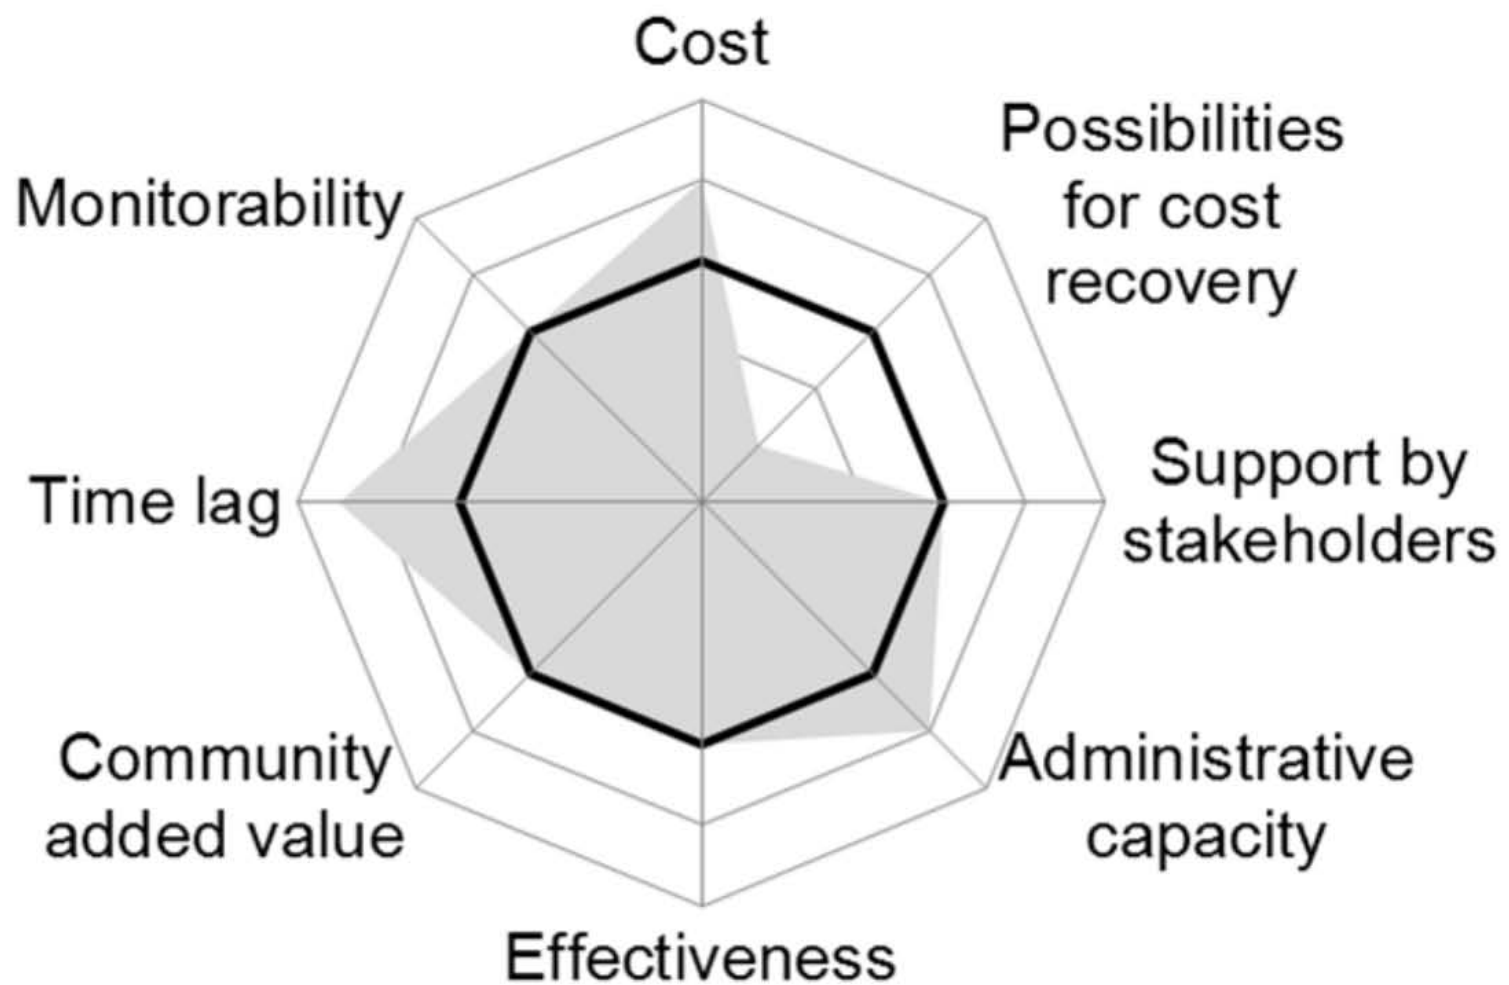 Cost
Possibilities
for cost
recovery
Monitorability
Support by
stakeholders
Time lag
Administrative
capacity
Community
added value
Effectiveness